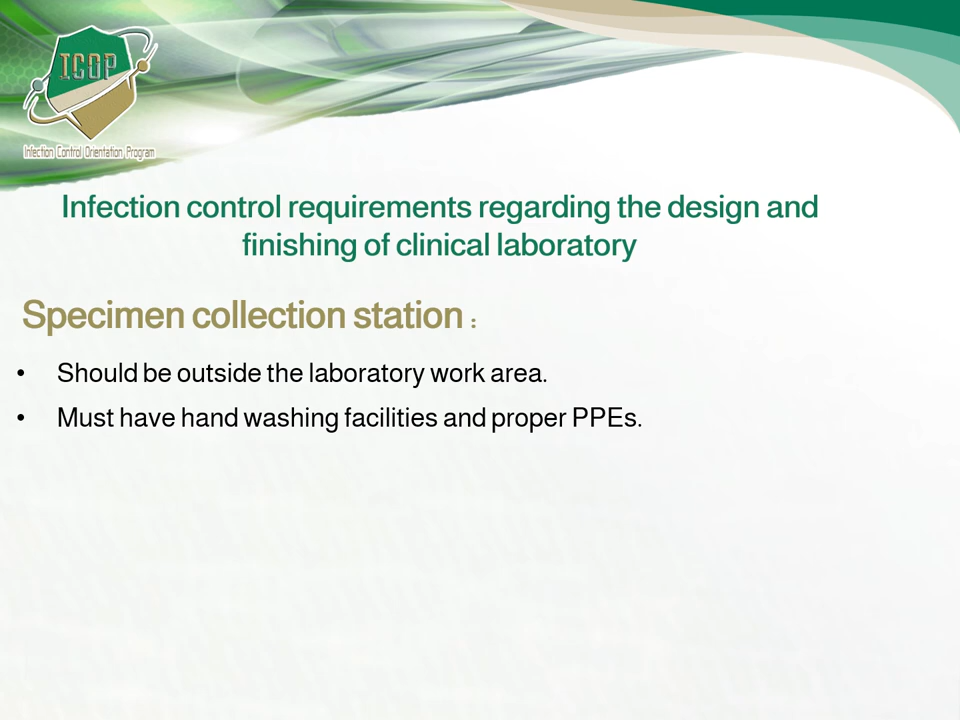 ICOP
Infection Control Orientation Program
Infection control requirements regarding the design and
finishing of clinical laboratory
Specimen collection station :
• Should be outside the laboratory work area.
• Must have hand washing facilities and proper PPEs.